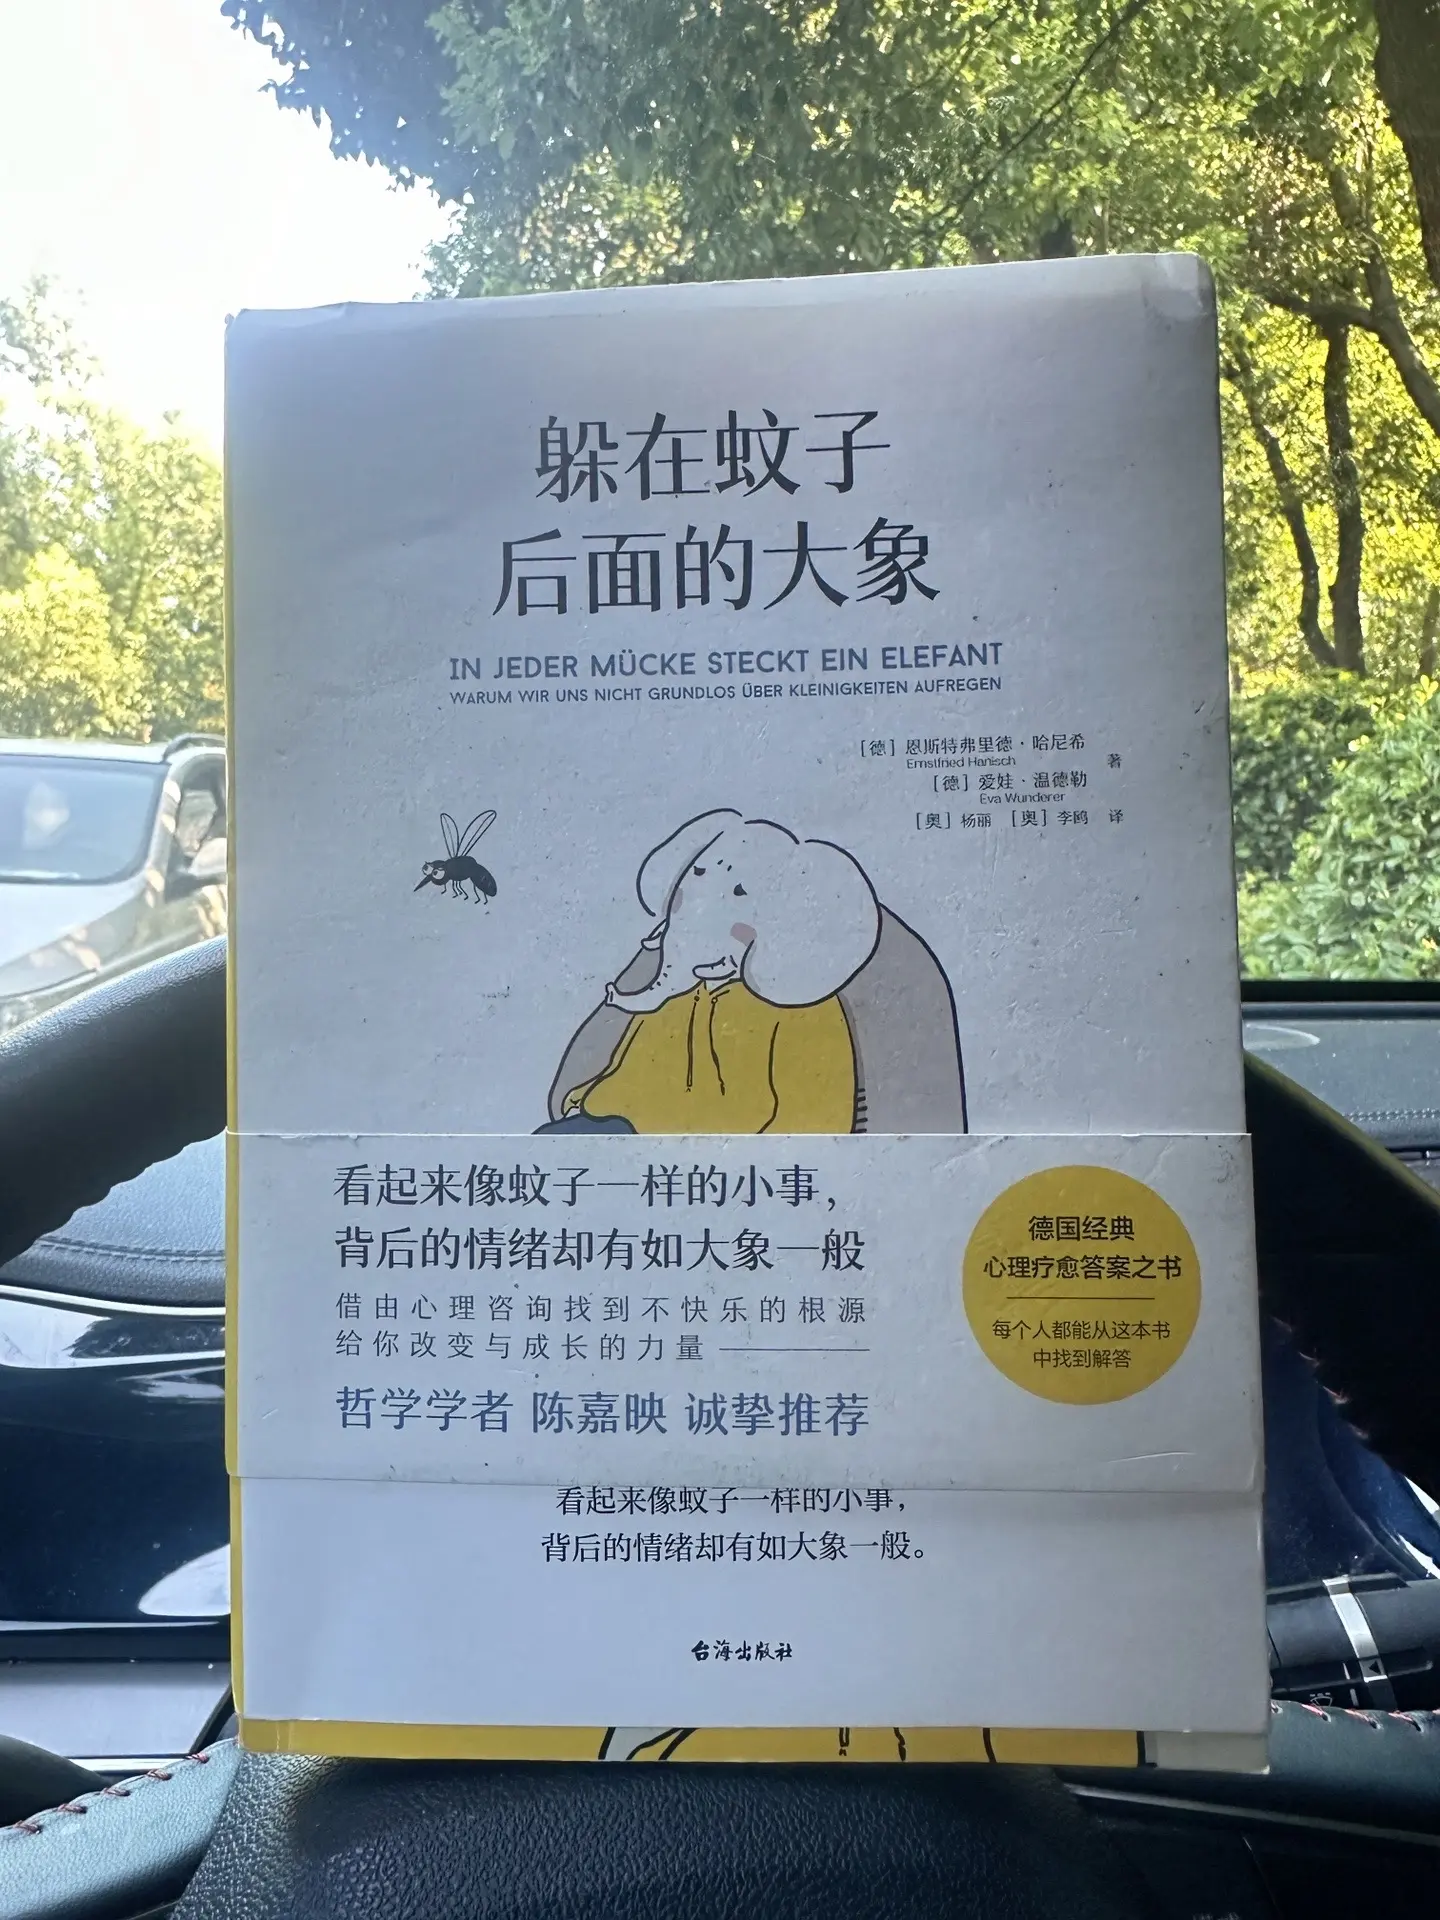 躲在蚊子
后面的大象
IN JEDER MÜCKE STECKT EIN ELEFANT
WARUM WIR UNS NICHT GRUNDLOS ÜBER KLEINIGKEITEN AUFREGEN
[德] 恩斯特弗里德·哈尼希
Ernstfried Hanisch
著
[德] 爱娃·温德勒
Eva Wunderer
[奥] 杨丽 [奥] 李鸥 译
看起来像蚊子一样的小事，
背后的情绪却有如大象一般
借由心理咨询找到不快乐的根源
给你改变与成长的力量
哲学学者 陈嘉映 诚挚推荐
德国经典
心理疗愈答案之书
每个人都能从这本书
中找到解答
看起来像蚊子一样的小事，
背后的情绪却有如大象一般。
台海出版社